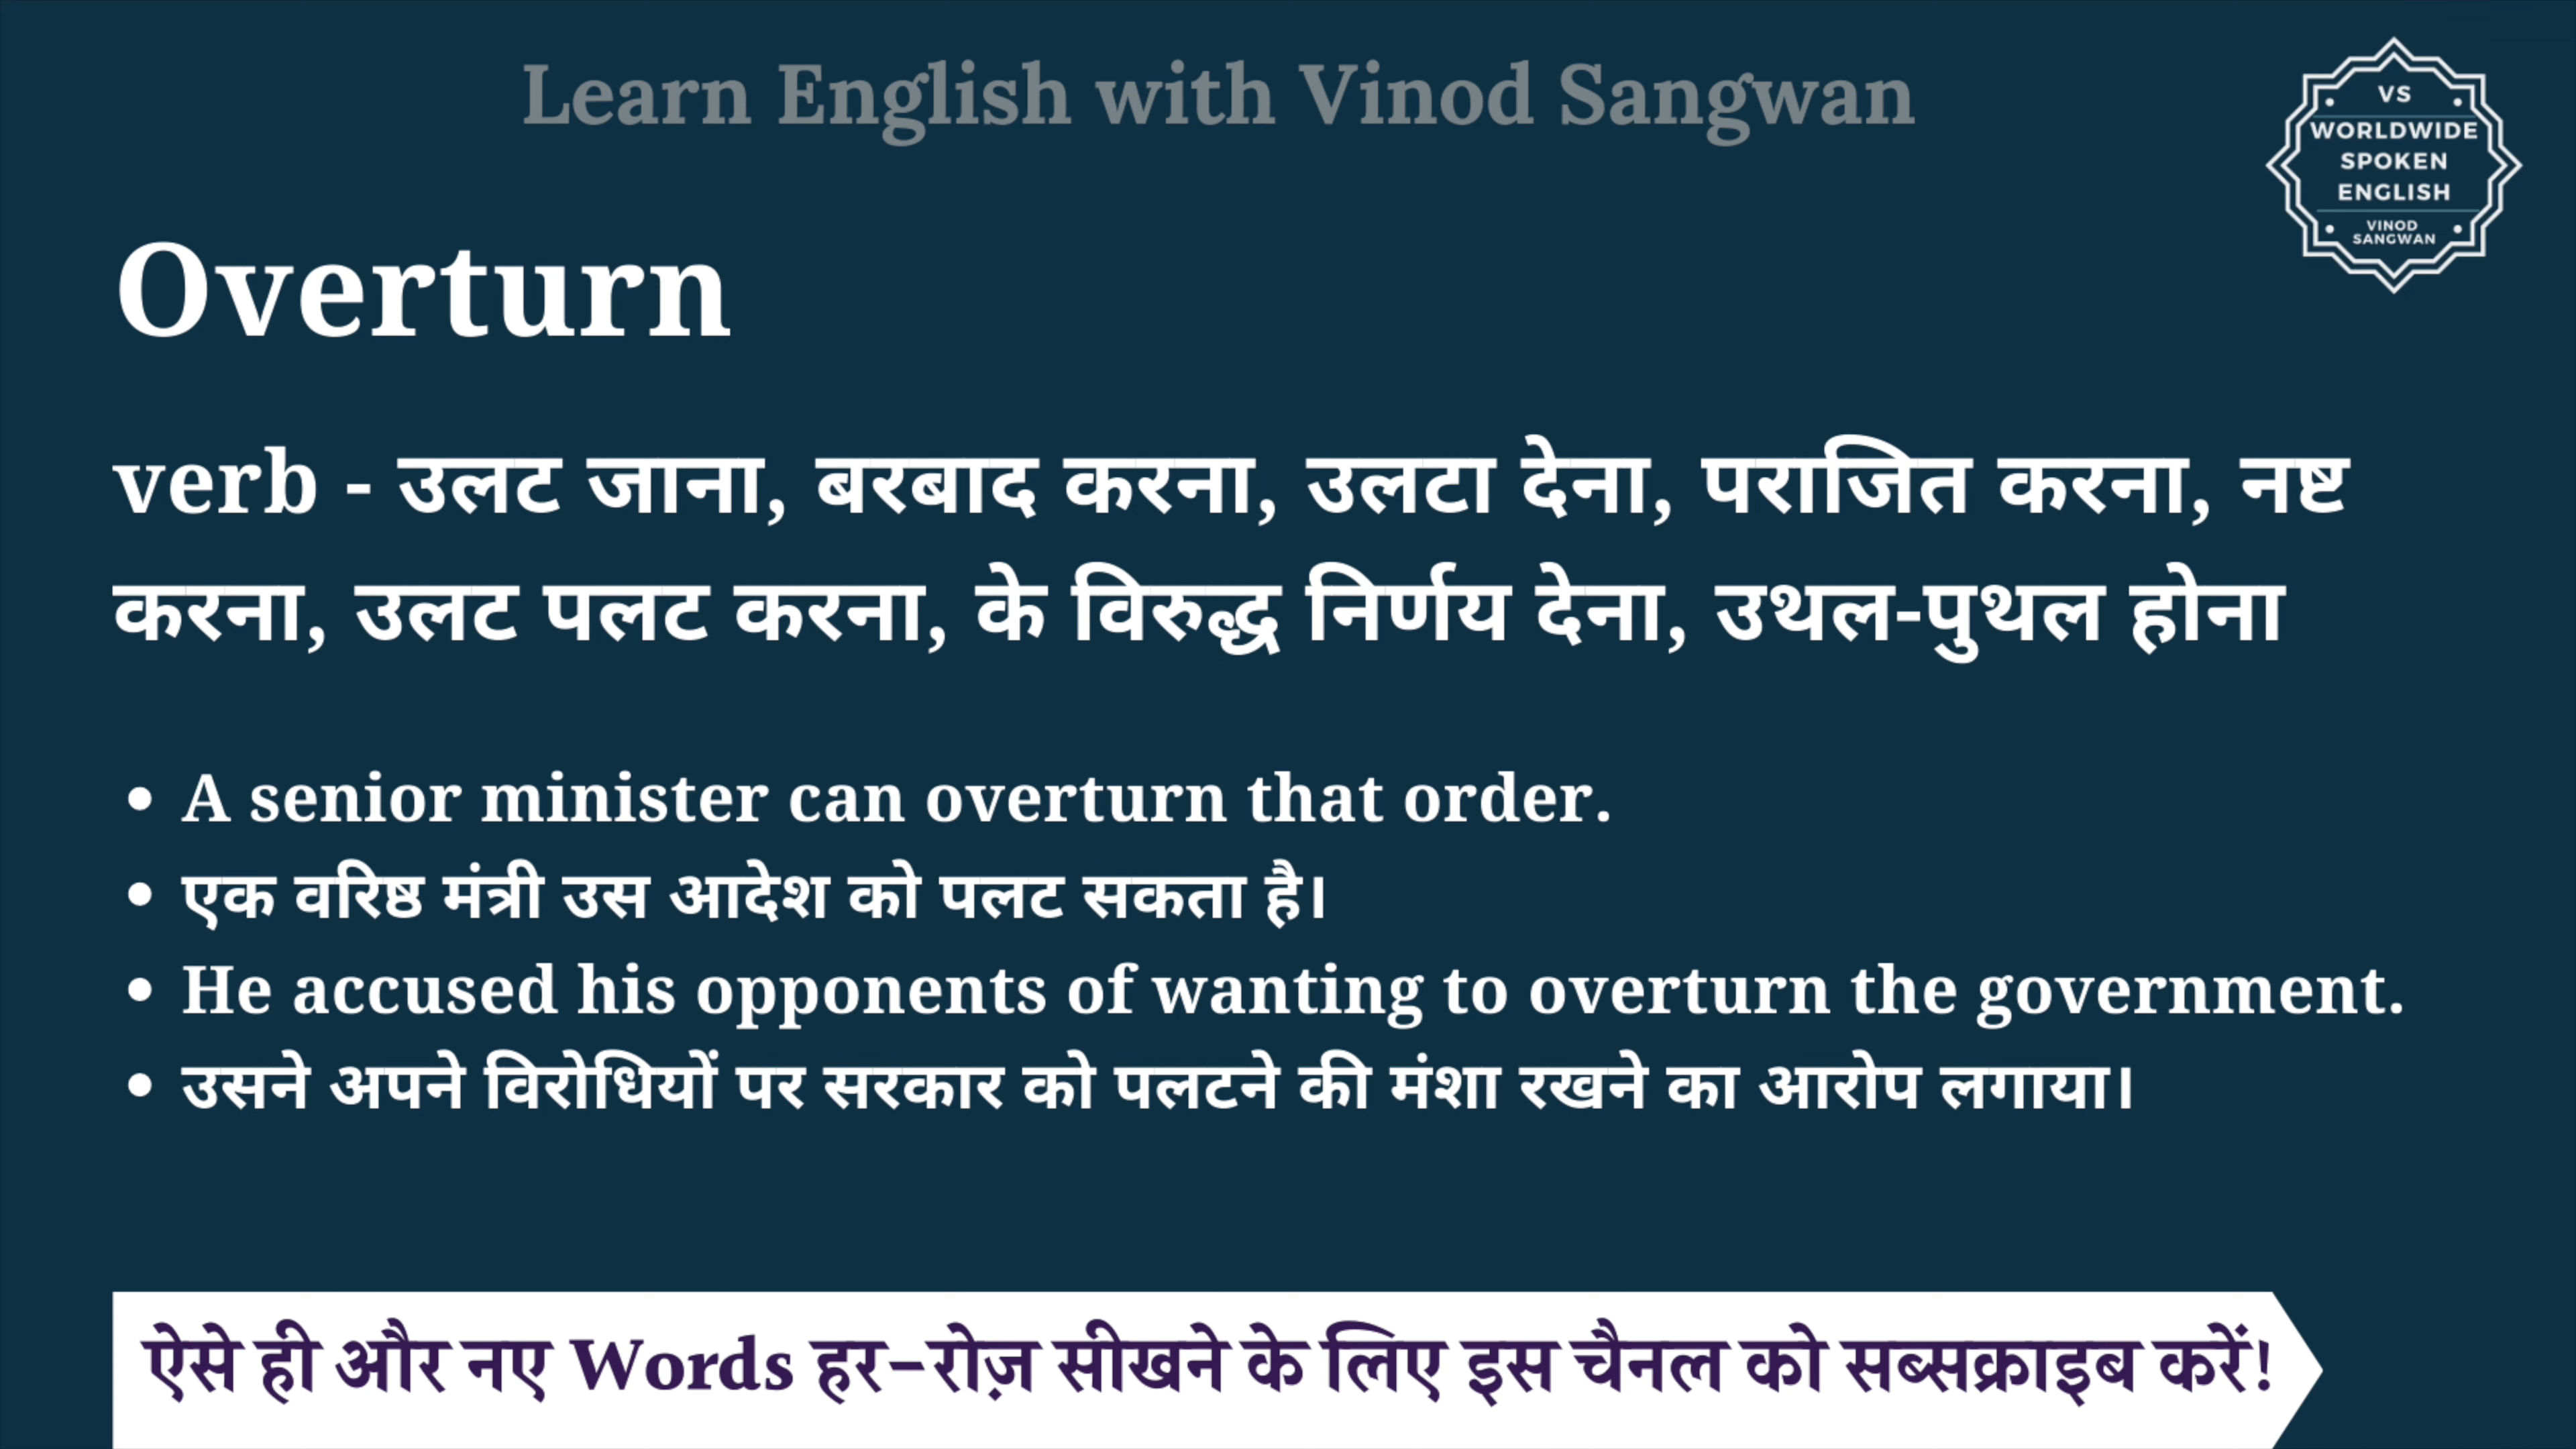 Learn English with Vinod Sangwan
VS
WORLDWIDE
SPOKEN
ENGLISH
VINOD
SANGWAN
Overturn
verb - उलट जाना, बरबाद करना, उलटा देना, पराजित करना, नष्ट
करना, उलट पलट करना, के विरुद्ध निर्णय देना, उथल-पुथल होना
• A senior minister can overturn that order.
• एक वरिष्ठ मंत्री उस आदेश को पलट सकता है।
• He accused his opponents of wanting to overturn the government.
• उसने अपने विरोधियों पर सरकार को पलटने की मंशा रखने का आरोप लगाया।
ऐसे ही और नए Words हर-रोज़ सीखने के लिए इस चैनल को सब्सक्राइब करें!